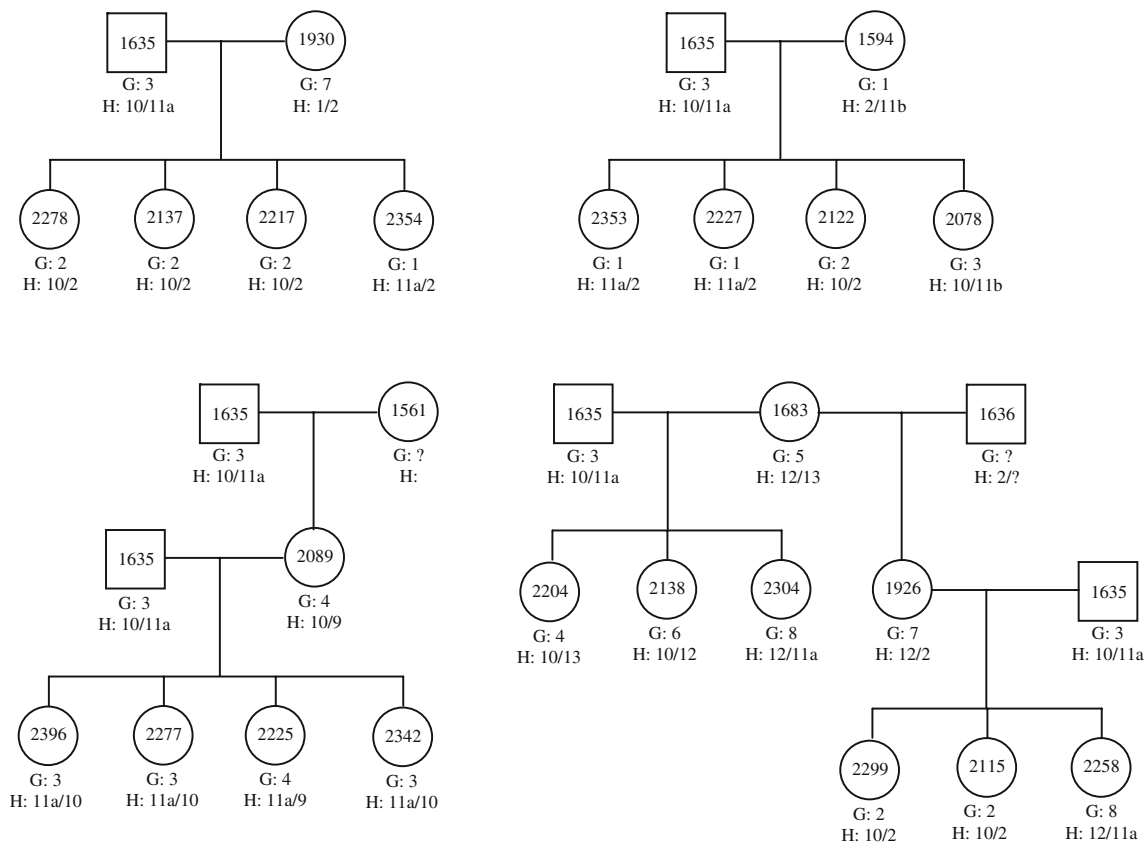 1635 1930
G: 3 G: 7
H: 10/11a H: 1/2
2278 2137 2217 2354
G: 2 G: 2 G: 2 G: 1
H: 10/2 H: 10/2 H: 10/2 H: 11a/2
1635 1594
G: 3 G: 1
H: 10/11a H: 2/11b
2353 2227 2122 2078
G: 1 G: 1 G: 2 G: 3
H: 11a/2 H: 11a/2 H: 10/2 H: 10/11b
1635 1561
G: 3 G: ?
H: 10/11a H:
1635 2089
G: 3 G: 4
H: 10/11a H: 10/9
2396 2277 2225 2342
G: 3 G: 3 G: 4 G: 3
H: 11a/10 H: 11a/10 H: 11a/9 H: 11a/10
1635 1683 1636
G: 3 G: 5 G: ?
H: 10/11a H: 12/13 H: 2/?
2204 2138 2304 1926 1635
G: 4 G: 6 G: 8 G: 7 G: 3
H: 10/13 H: 10/12 H: 12/11a H: 12/2 H: 10/11a
2299 2115 2258
G: 2 G: 2 G: 8
H: 10/2 H: 10/2 H: 12/11a